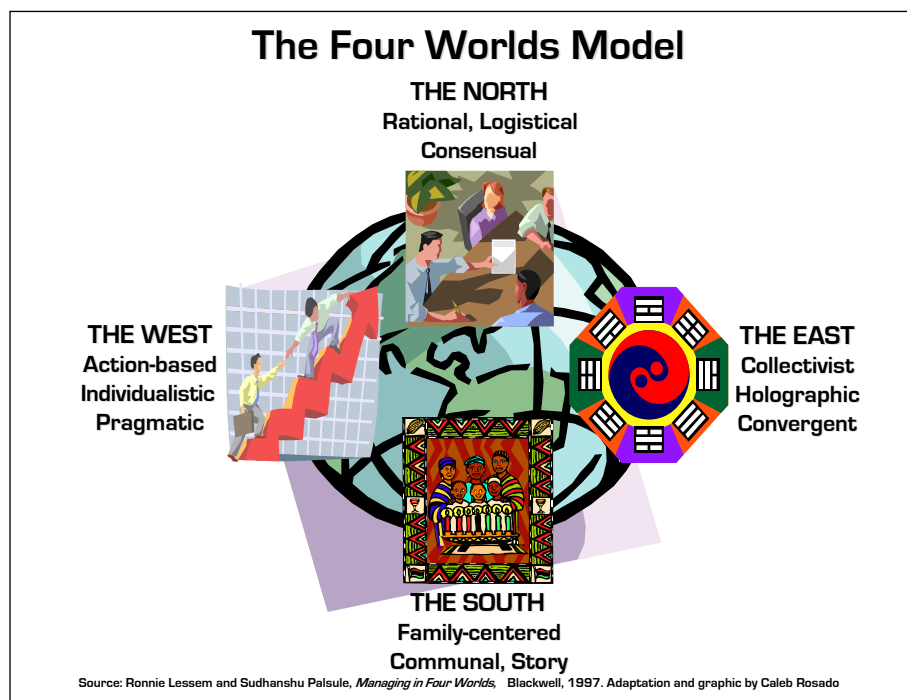 The Four Worlds Model
THE NORTH
Rational, Logistical
Consensual
THE WEST
Action-based
Individualistic
Pragmatic
THE EAST
Collectivist
Holographic
Convergent
THE SOUTH
Family-centered
Communal, Story
Source: Ronnie Lessem and Sudhanshu Palsule, Managing in Four Worlds, Blackwell, 1997. Adaptation and graphic by Caleb Rosado